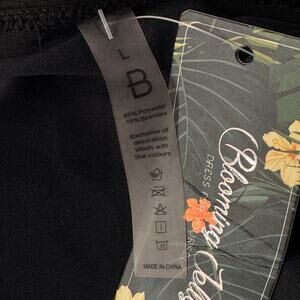 L
B
85% Polyester
15% Spandex
Exclusive of
decoration
Wash with
like colours
MADE IN CHINA
Blooming Jelly
DRESS